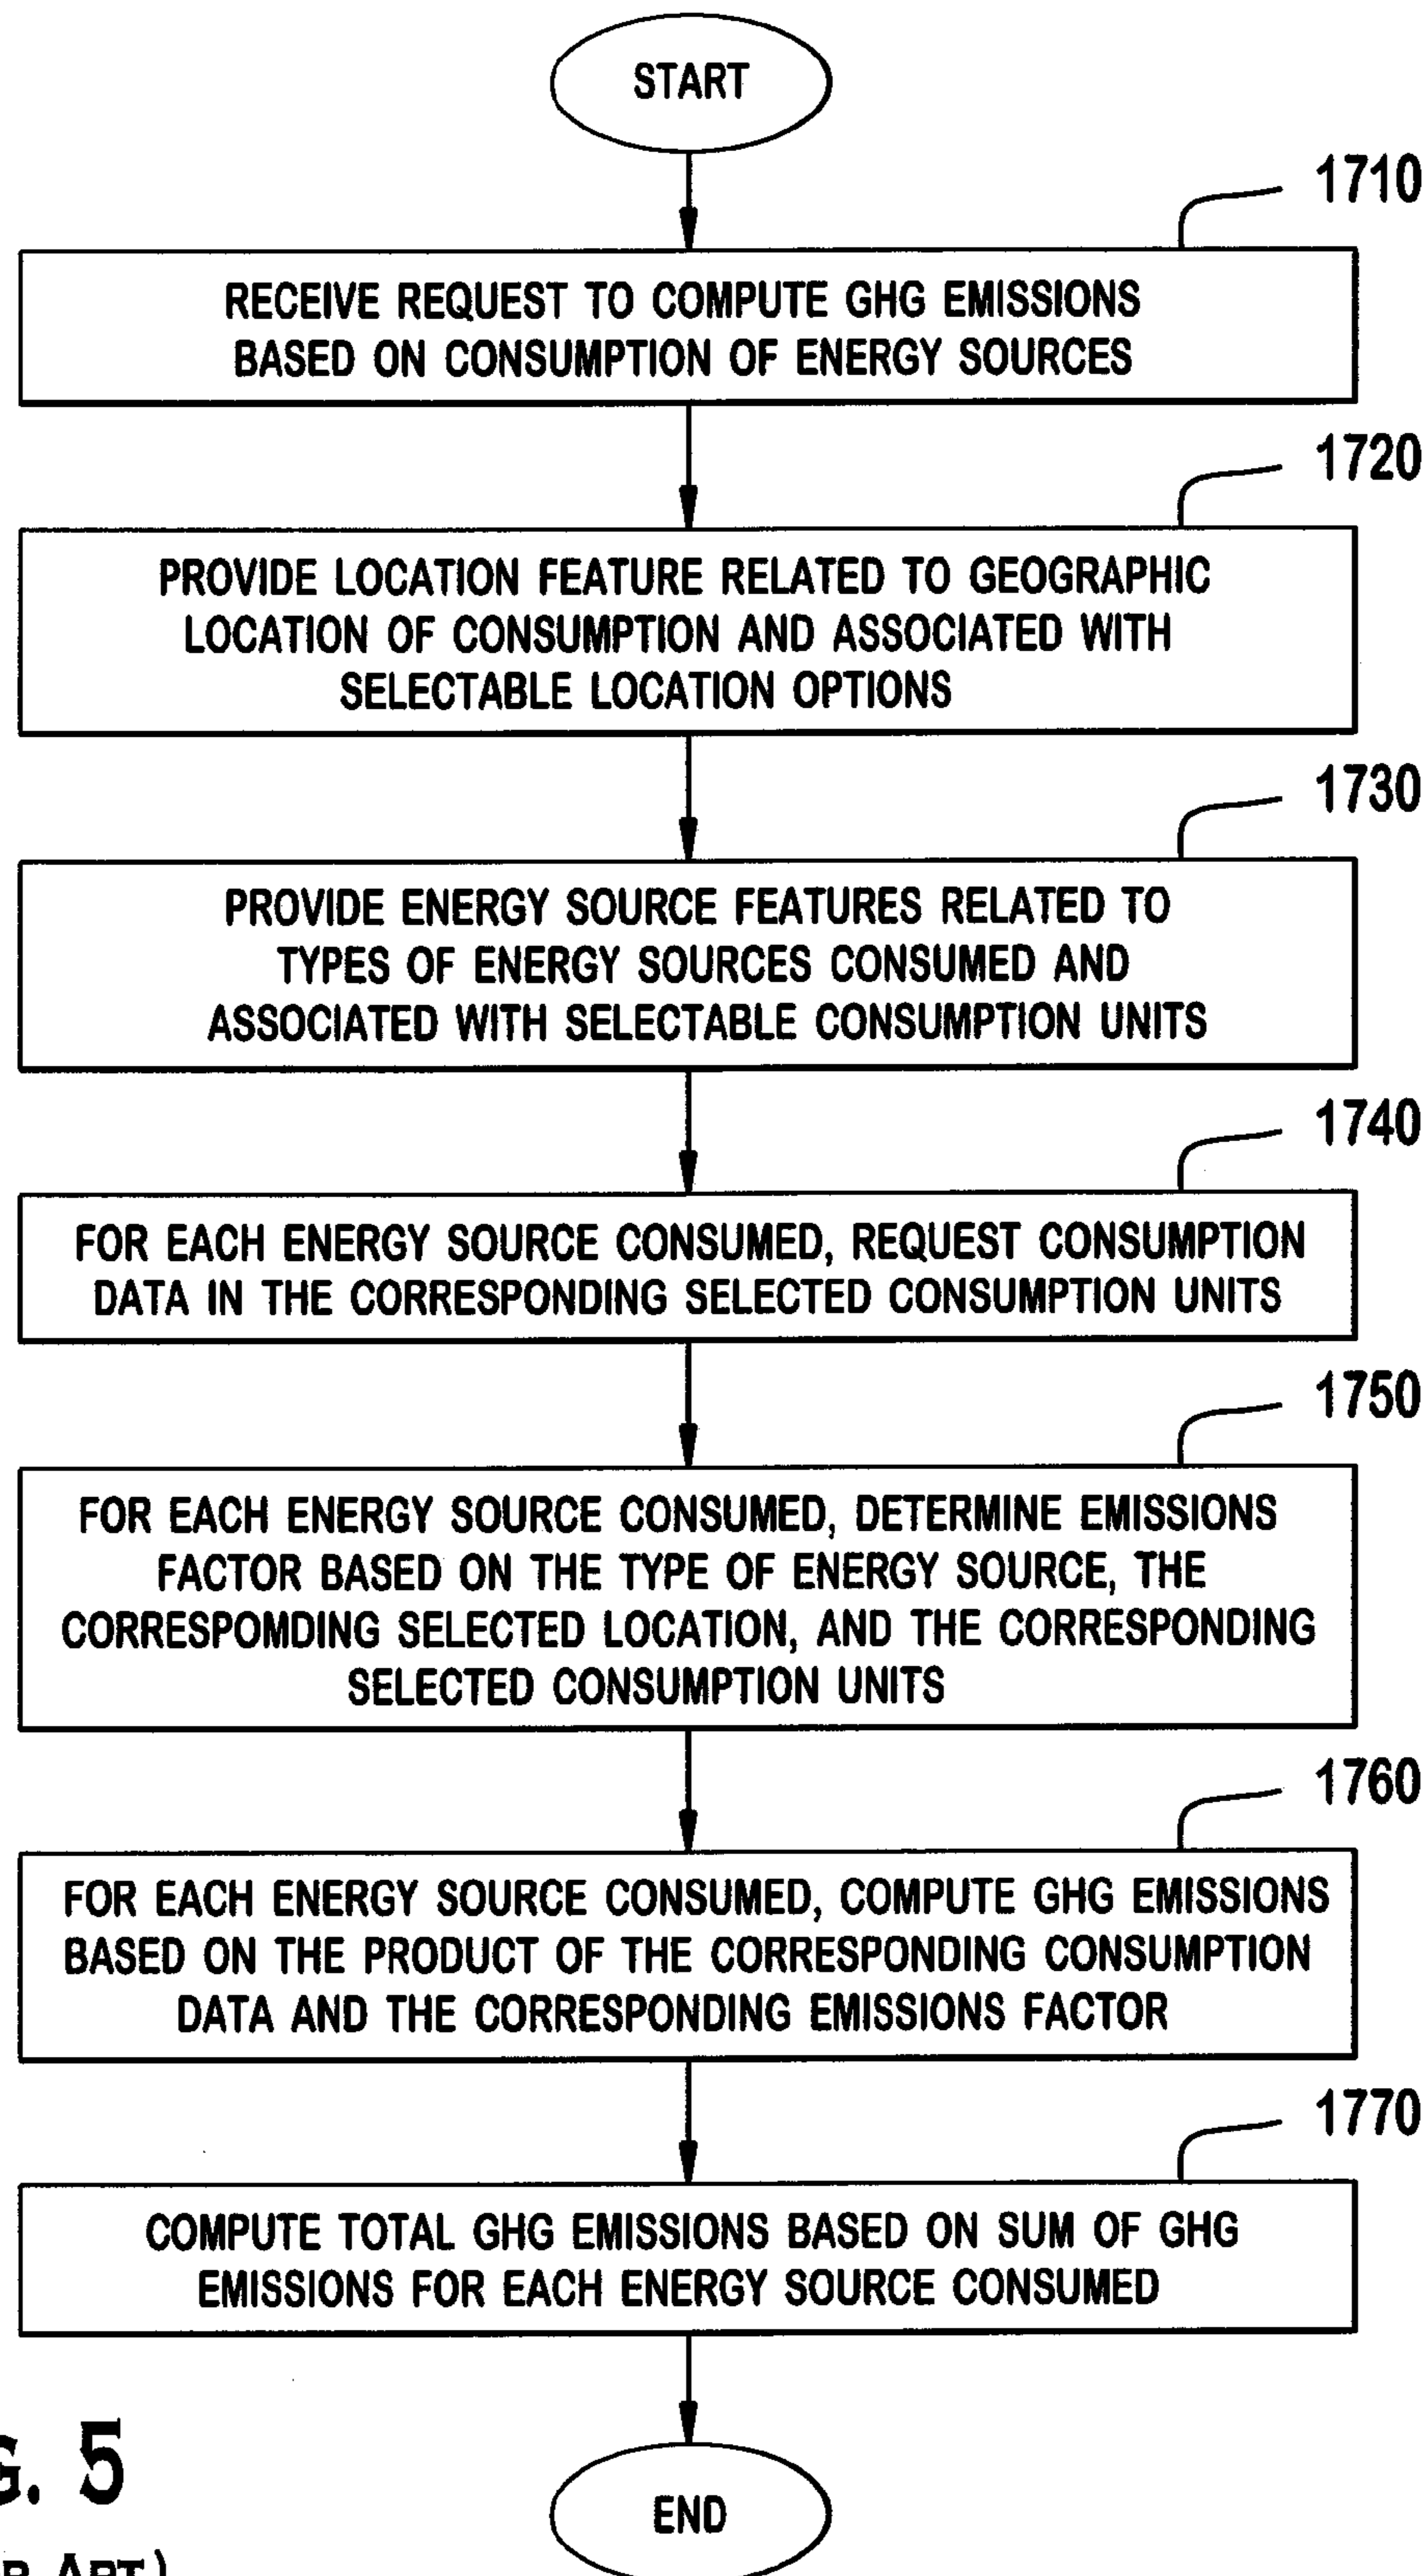 START
1710
RECEIVE REQUEST TO COMPUTE GHG EMISSIONS
BASED ON CONSUMPTION OF ENERGY SOURCES
1720
PROVIDE LOCATION FEATURE RELATED TO GEOGRAPHIC
LOCATION OF CONSUMPTION AND ASSOCIATED WITH
SELECTABLE LOCATION OPTIONS
1730
PROVIDE ENERGY SOURCE FEATURES RELATED TO
TYPES OF ENERGY SOURCES CONSUMED AND
ASSOCIATED WITH SELECTABLE CONSUMPTION UNITS
1740
FOR EACH ENERGY SOURCE CONSUMED, REQUEST CONSUMPTION
DATA IN THE CORRESPONDING SELECTED CONSUMPTION UNITS
1750
FOR EACH ENERGY SOURCE CONSUMED, DETERMINE EMISSIONS
FACTOR BASED ON THE TYPE OF ENERGY SOURCE, THE
CORRESPOMDING SELECTED LOCATION, AND THE CORRESPONDING
SELECTED CONSUMPTION UNITS
1760
FOR EACH ENERGY SOURCE CONSUMED, COMPUTE GHG EMISSIONS
BASED ON THE PRODUCT OF THE CORRESPONDING CONSUMPTION
DATA AND THE CORRESPONDING EMISSIONS FACTOR
1770
COMPUTE TOTAL GHG EMISSIONS BASED ON SUM OF GHG
EMISSIONS FOR EACH ENERGY SOURCE CONSUMED
G. 5
END
R ART)